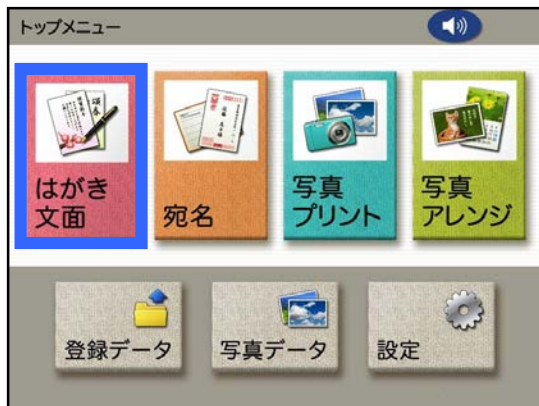 トップメニュー
はがき
文面
宛名
写真
プリント
写真
アレンジ
登録データ
写真データ
設定